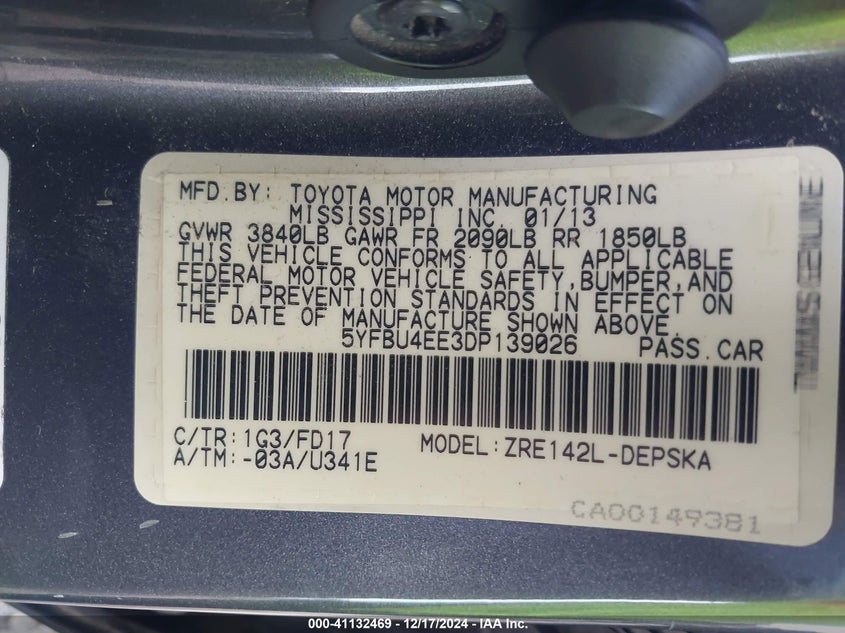 MFD.BY: TOYOTA MOTOR MANUFACTURING
MISSISSIPPI INC. 01/13
GVWR 3840LB GAWR FR 2090LB RR 1850LB
THIS VEHICLE CONFORMS TO ALL APPLICABLE
FEDERAL MOTOR VEHICLE SAFETY,BUMPER,AND
THEFT PREVENTION STANDARDS IN EFFECT ON
THE DATE OF MANUFACTURE SHOWN ABOVE.
5YFBU4EE3DP139026 PASS.CAR
C/TR:1G3/FD17 MODEL:ZRE142L-DEPSKA
A/TM:-03A/U341E
CA00149381
000-41132469 - 12/17/2024 - IAA Inc.